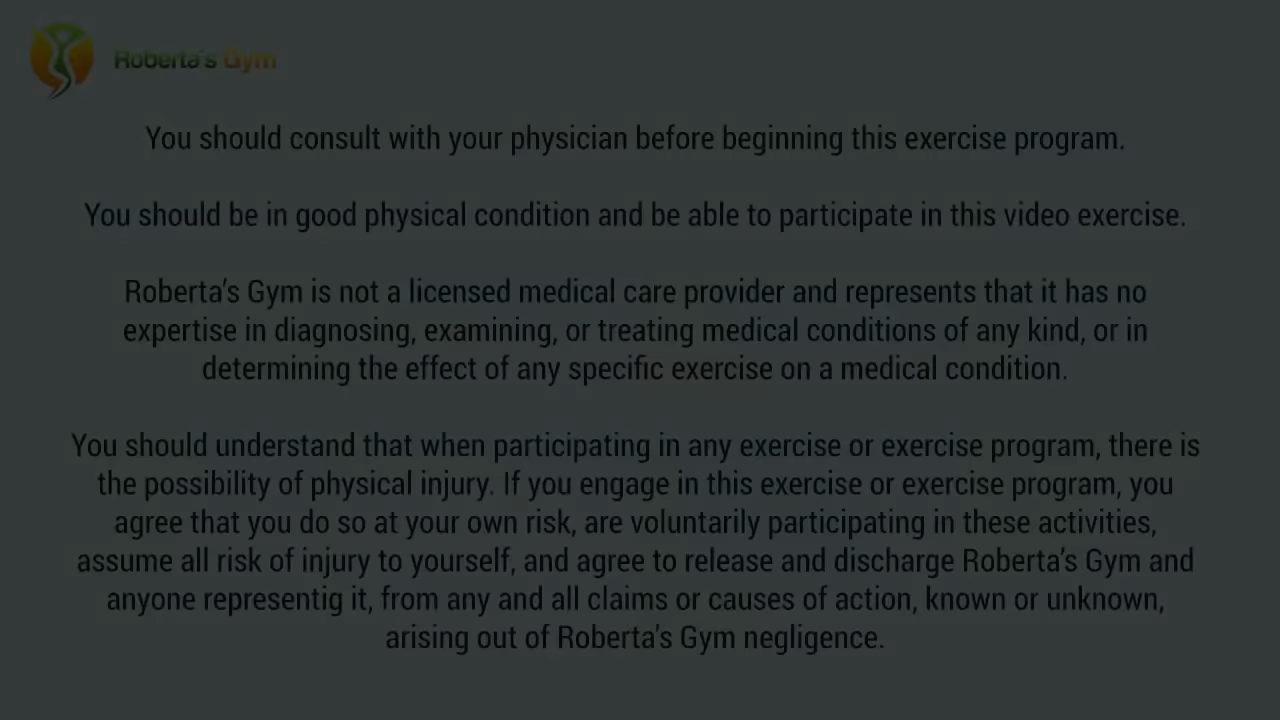 Roberta´s Gym
You should consult with your physician before beginning this exercise program.
You should be in good physical condition and be able to participate in this video exercise.
Roberta’s Gym is not a licensed medical care provider and represents that it has no
expertise in diagnosing, examining, or treating medical conditions of any kind, or in
determining the effect of any specific exercise on a medical condition.
You should understand that when participating in any exercise or exercise program, there is
the possibility of physical injury. If you engage in this exercise or exercise program, you
agree that you do so at your own risk, are voluntarily participating in these activities,
assume all risk of injury to yourself, and agree to release and discharge Roberta’s Gym and
anyone representig it, from any and all claims or causes of action, known or unknown,
arising out of Roberta’s Gym negligence.